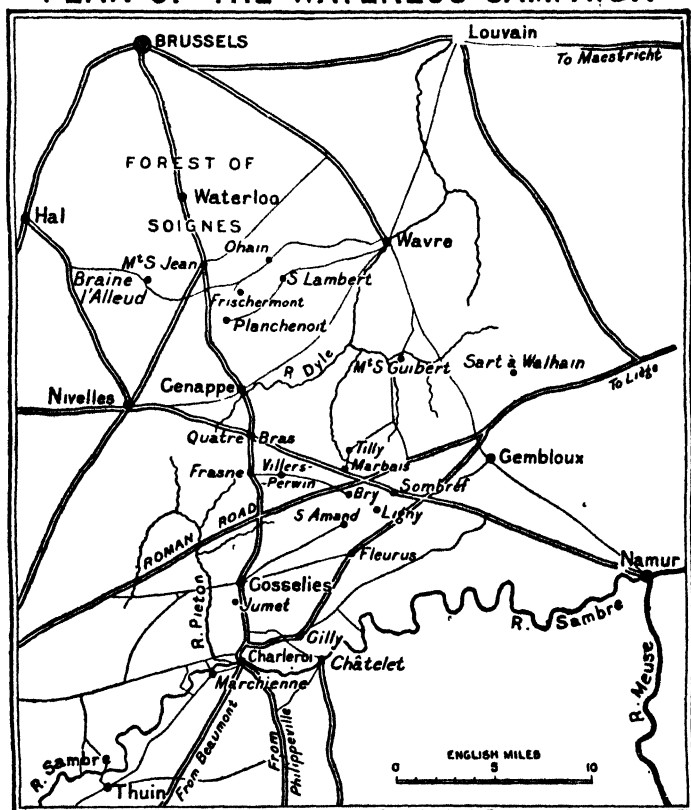 PLAN OF THE WATERLOO CAMPAIGN
BRUSSELS
Louvain
To Maestricht
FOREST OF
Waterloo
SOIGNES
Hal
Ohain
Wavre
Mt S Jean
S Lambert
Braine
l'Alleud
Frischermont
Planchenoit
R Dyle
Mt S Guibert
Sart à Walhain
To Liége
Genappe
Nivelles
Quatre Bras
Tilly
Marbais
Gembloux
Frasne
Villers-
Perwin
Bry
Sombref
Ligny
S Amand
ROMAN ROAD
Fleurus
Namur
Gosselies
Jumet
R. Pieton
R. Sambre
Gilly
Charleroi
Châtelet
Marchienne
R. Meuse
From Beaumont
From
Philippeville
R. Sambre
Thuin
ENGLISH MILES
0 5 10